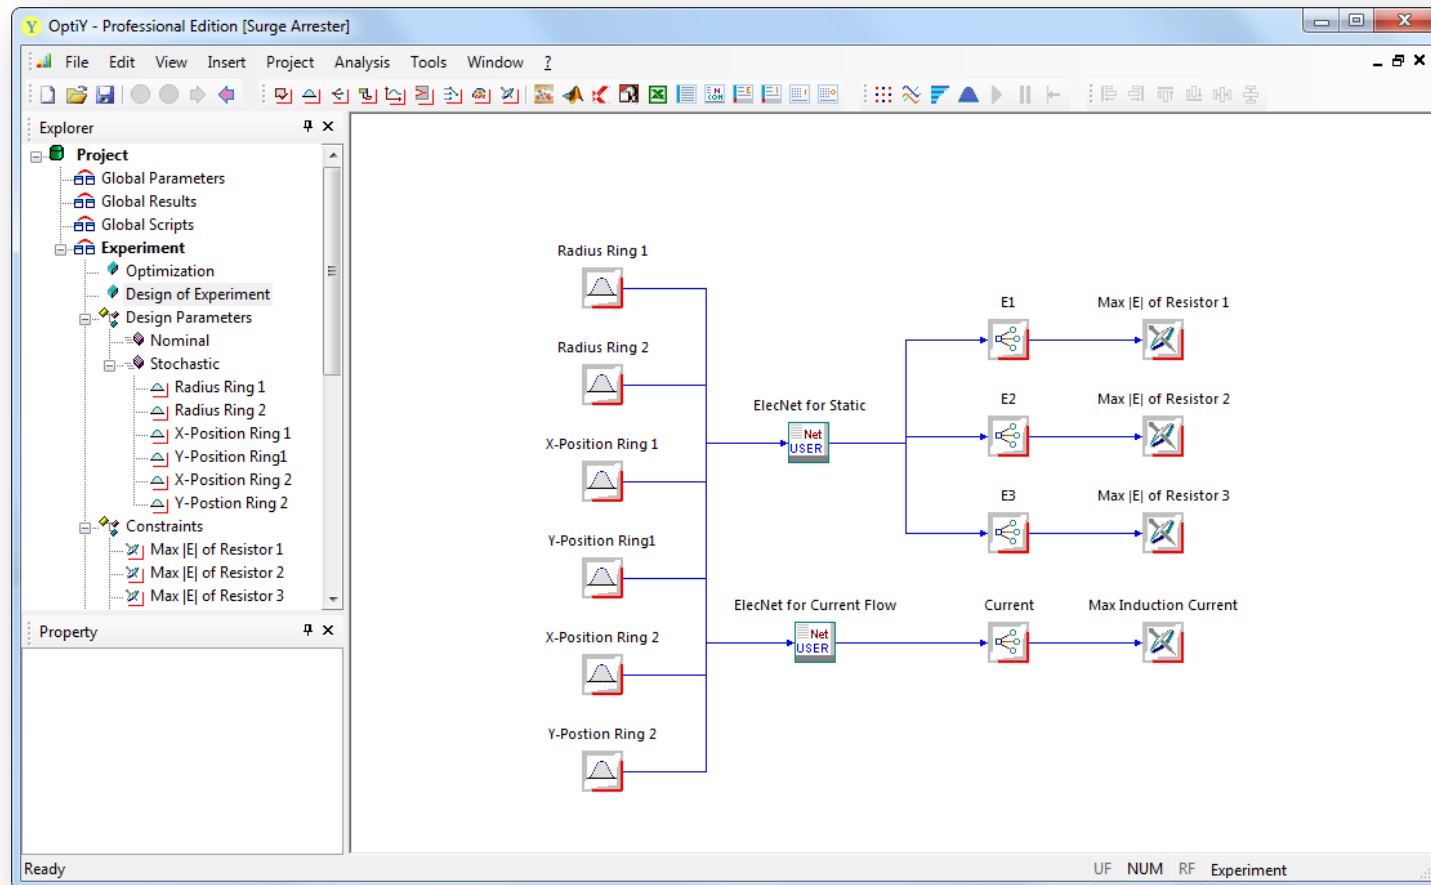 OptiY - Professional Edition [Surge Arrester]
File Edit View Insert Project Analysis Tools Window ?
Explorer
Project
Global Parameters
Global Results
Global Scripts
Experiment
Optimization
Design of Experiment
Design Parameters
Nominal
Stochastic
Radius Ring 1
Radius Ring 2
X-Position Ring 1
Y-Position Ring1
X-Position Ring 2
Y-Postion Ring 2
Constraints
Max |E| of Resistor 1
Max |E| of Resistor 2
Max |E| of Resistor 3
Property
Radius Ring 1
Radius Ring 2
X-Position Ring 1
Y-Position Ring1
X-Position Ring 2
Y-Postion Ring 2
ElecNet for Static
Net
USER
ElecNet for Current Flow
Net
USER
E1
Max |E| of Resistor 1
E2
Max |E| of Resistor 2
E3
Max |E| of Resistor 3
Current
Max Induction Current
Ready
UF NUM RF Experiment